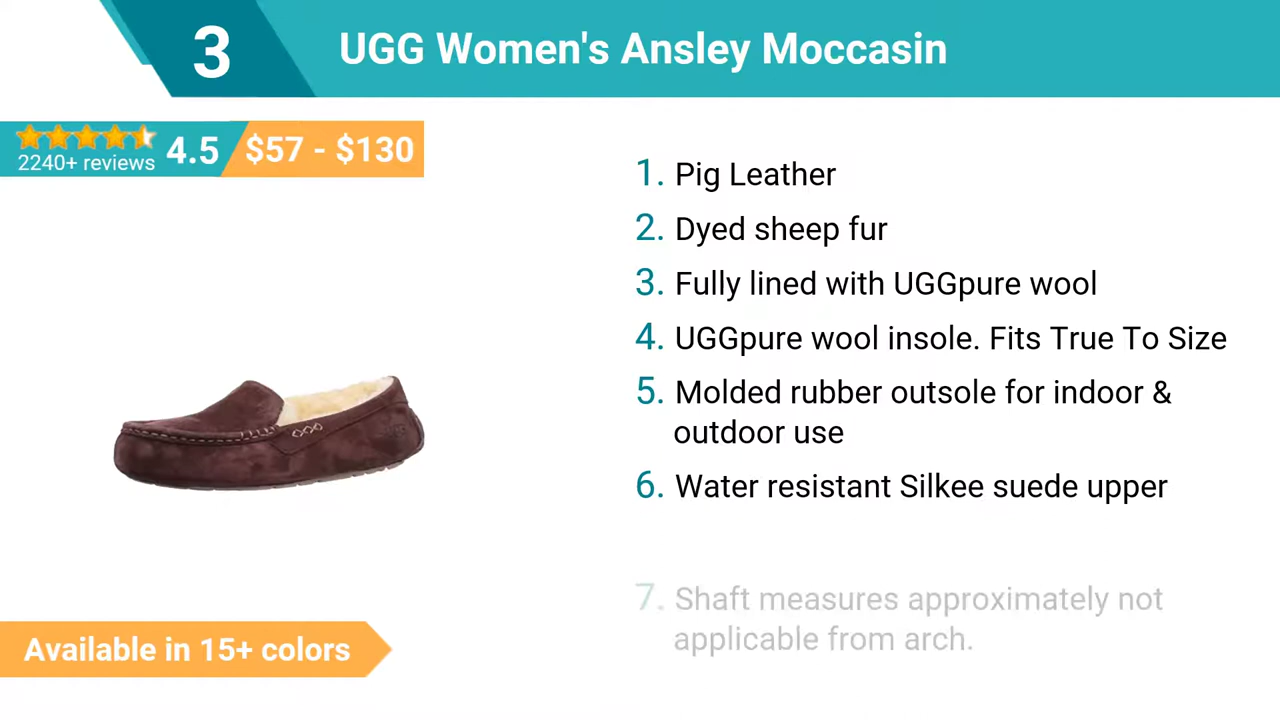 3
UGG Women's Ansley Moccasin
2240+ reviews
4.5
$57 - $130
1. Pig Leather
2. Dyed sheep fur
3. Fully lined with UGGpure wool
4. UGGpure wool insole. Fits True To Size
5. Molded rubber outsole for indoor &
outdoor use
6. Water resistant Silkee suede upper
7. Shaft measures approximately not
applicable from arch.
Available in 15+ colors